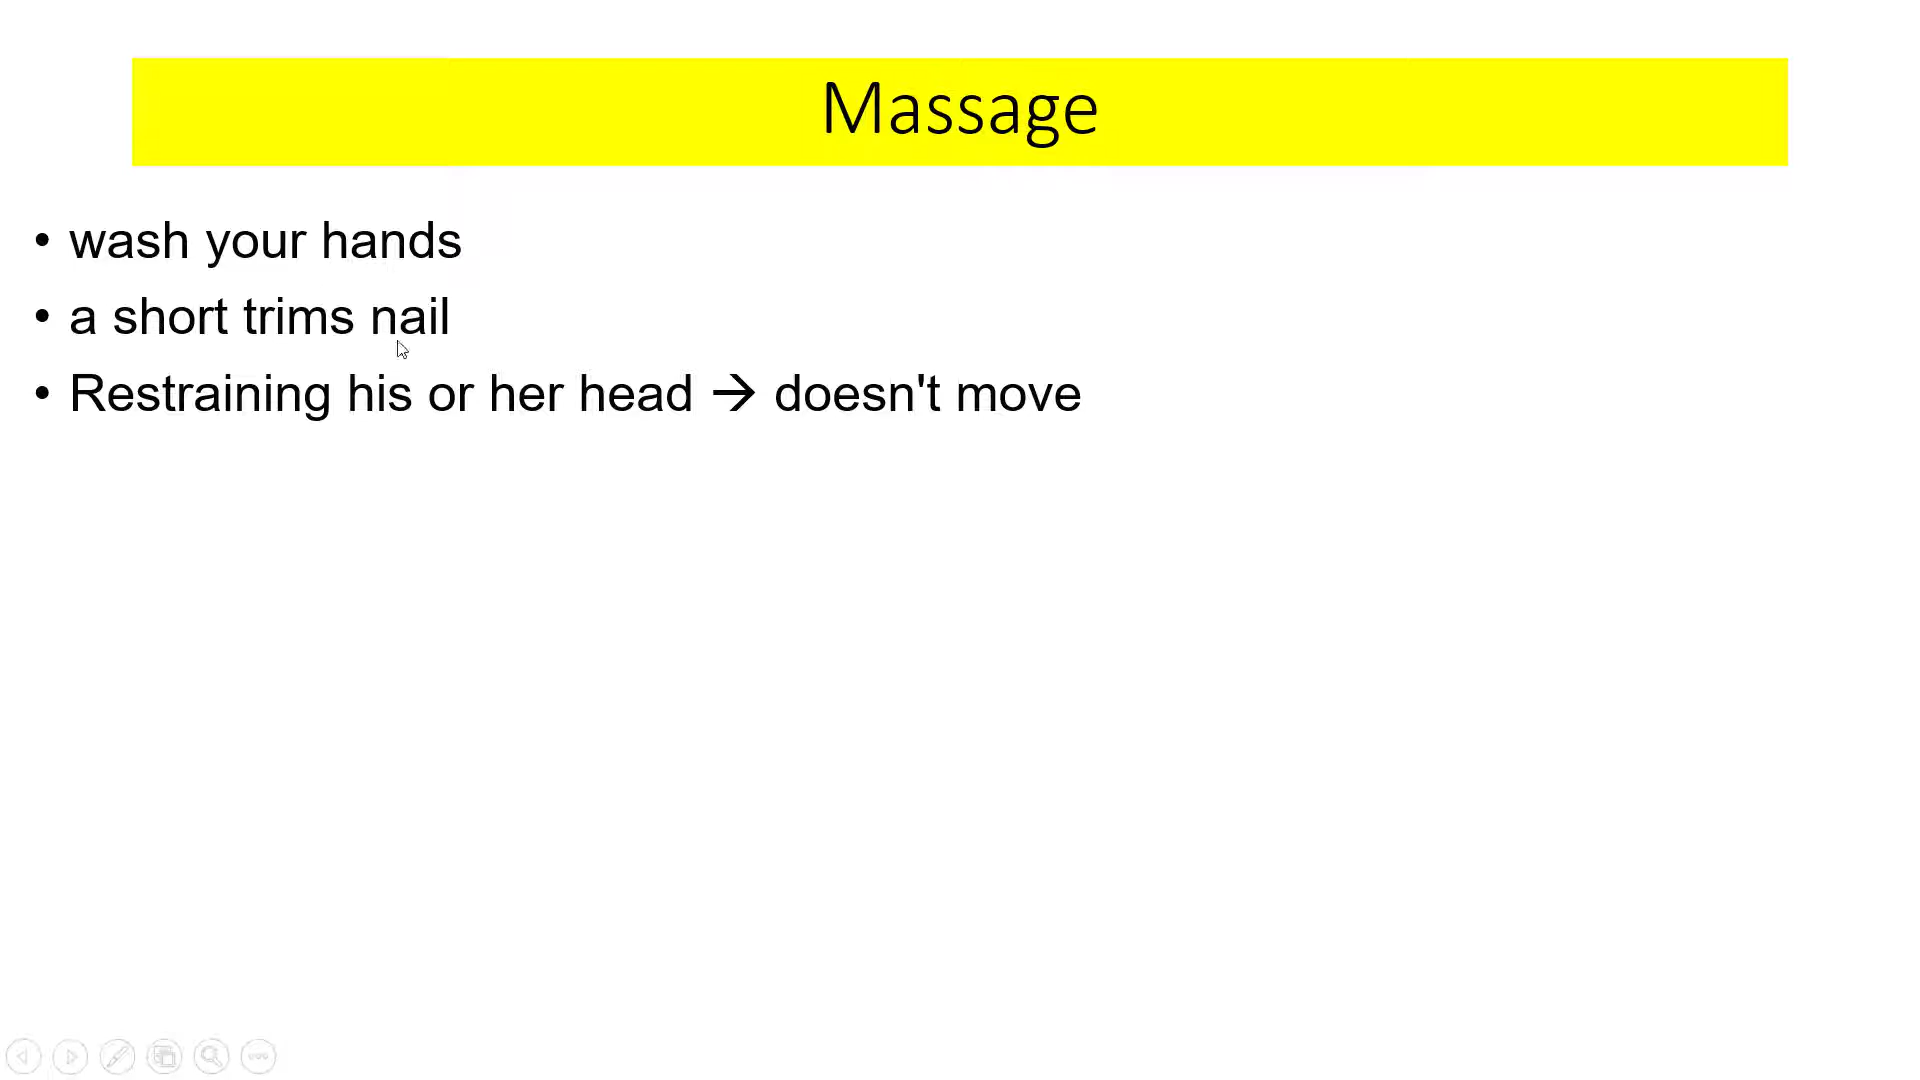 Massage
• wash your hands
• a short trims nail
• Restraining his or her head → doesn't move